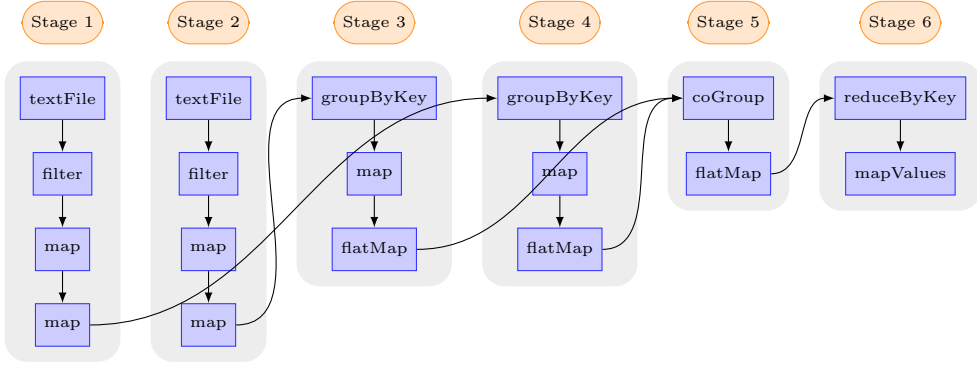 Stage 1
Stage 2
Stage 3
Stage 4
Stage 5
Stage 6
textFile
filter
map
map
textFile
filter
map
map
groupByKey
map
flatMap
groupByKey
map
flatMap
coGroup
flatMap
reduceByKey
mapValues